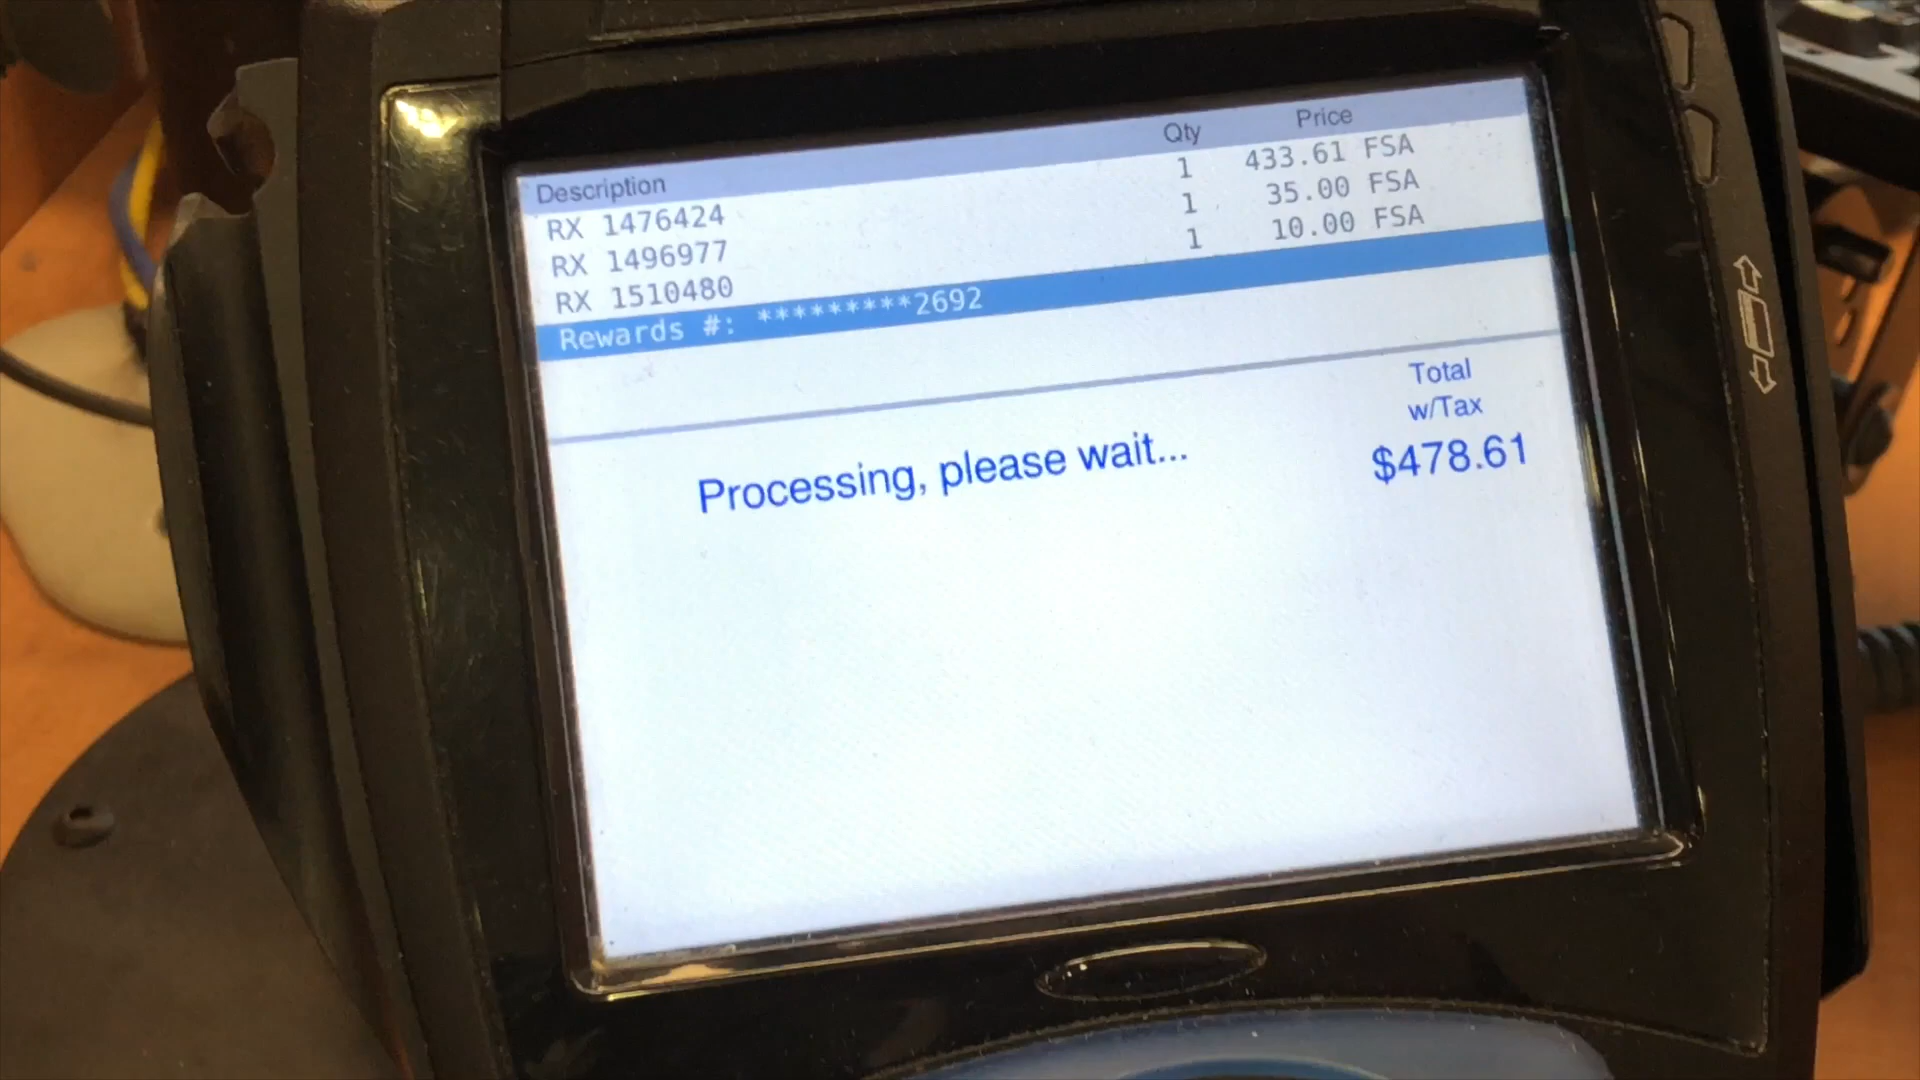 Description Qty Price
RX 1476424 1 433.61 FSA
RX 1496977 1 35.00 FSA
RX 1510480 1 10.00 FSA
Rewards #: *********2692
Total
w/Tax
Processing, please wait... $478.61